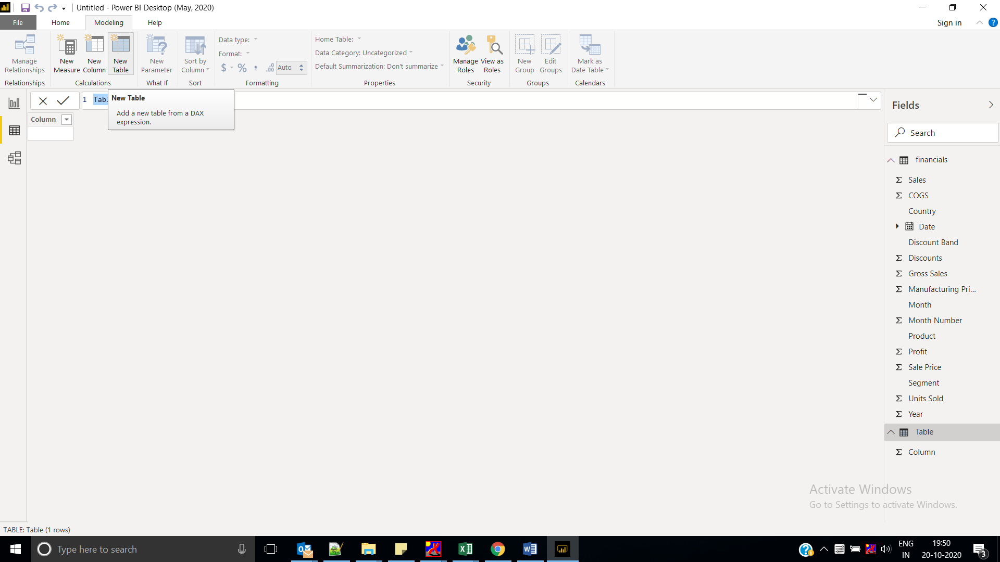 Untitled - Power BI Desktop (May, 2020)
File Home Modeling Help Sign in
Manage Relationships
New Measure
New Column
New Table
New Parameter
Sort by Column
Data type:
Format:
$ % , .00 Auto
Home Table:
Data Category: Uncategorized
Default Summarization: Don't summarize
Manage Roles
View as Roles
New Group
Edit Groups
Mark as Date Table
Relationships Calculations What If Sort Formatting Properties Security Groups Calendars
1 Tabl
New Table
Add a new table from a DAX
expression.
Column
Fields
Search
financials
Sales
COGS
Country
Date
Discount Band
Discounts
Gross Sales
Manufacturing Pri...
Month
Month Number
Product
Profit
Sale Price
Segment
Units Sold
Year
Table
Column
Activate Windows
Go to Settings to activate Windows.
TABLE: Table (1 rows)
Type here to search
ENG
IN
19:50
20-10-2020
3